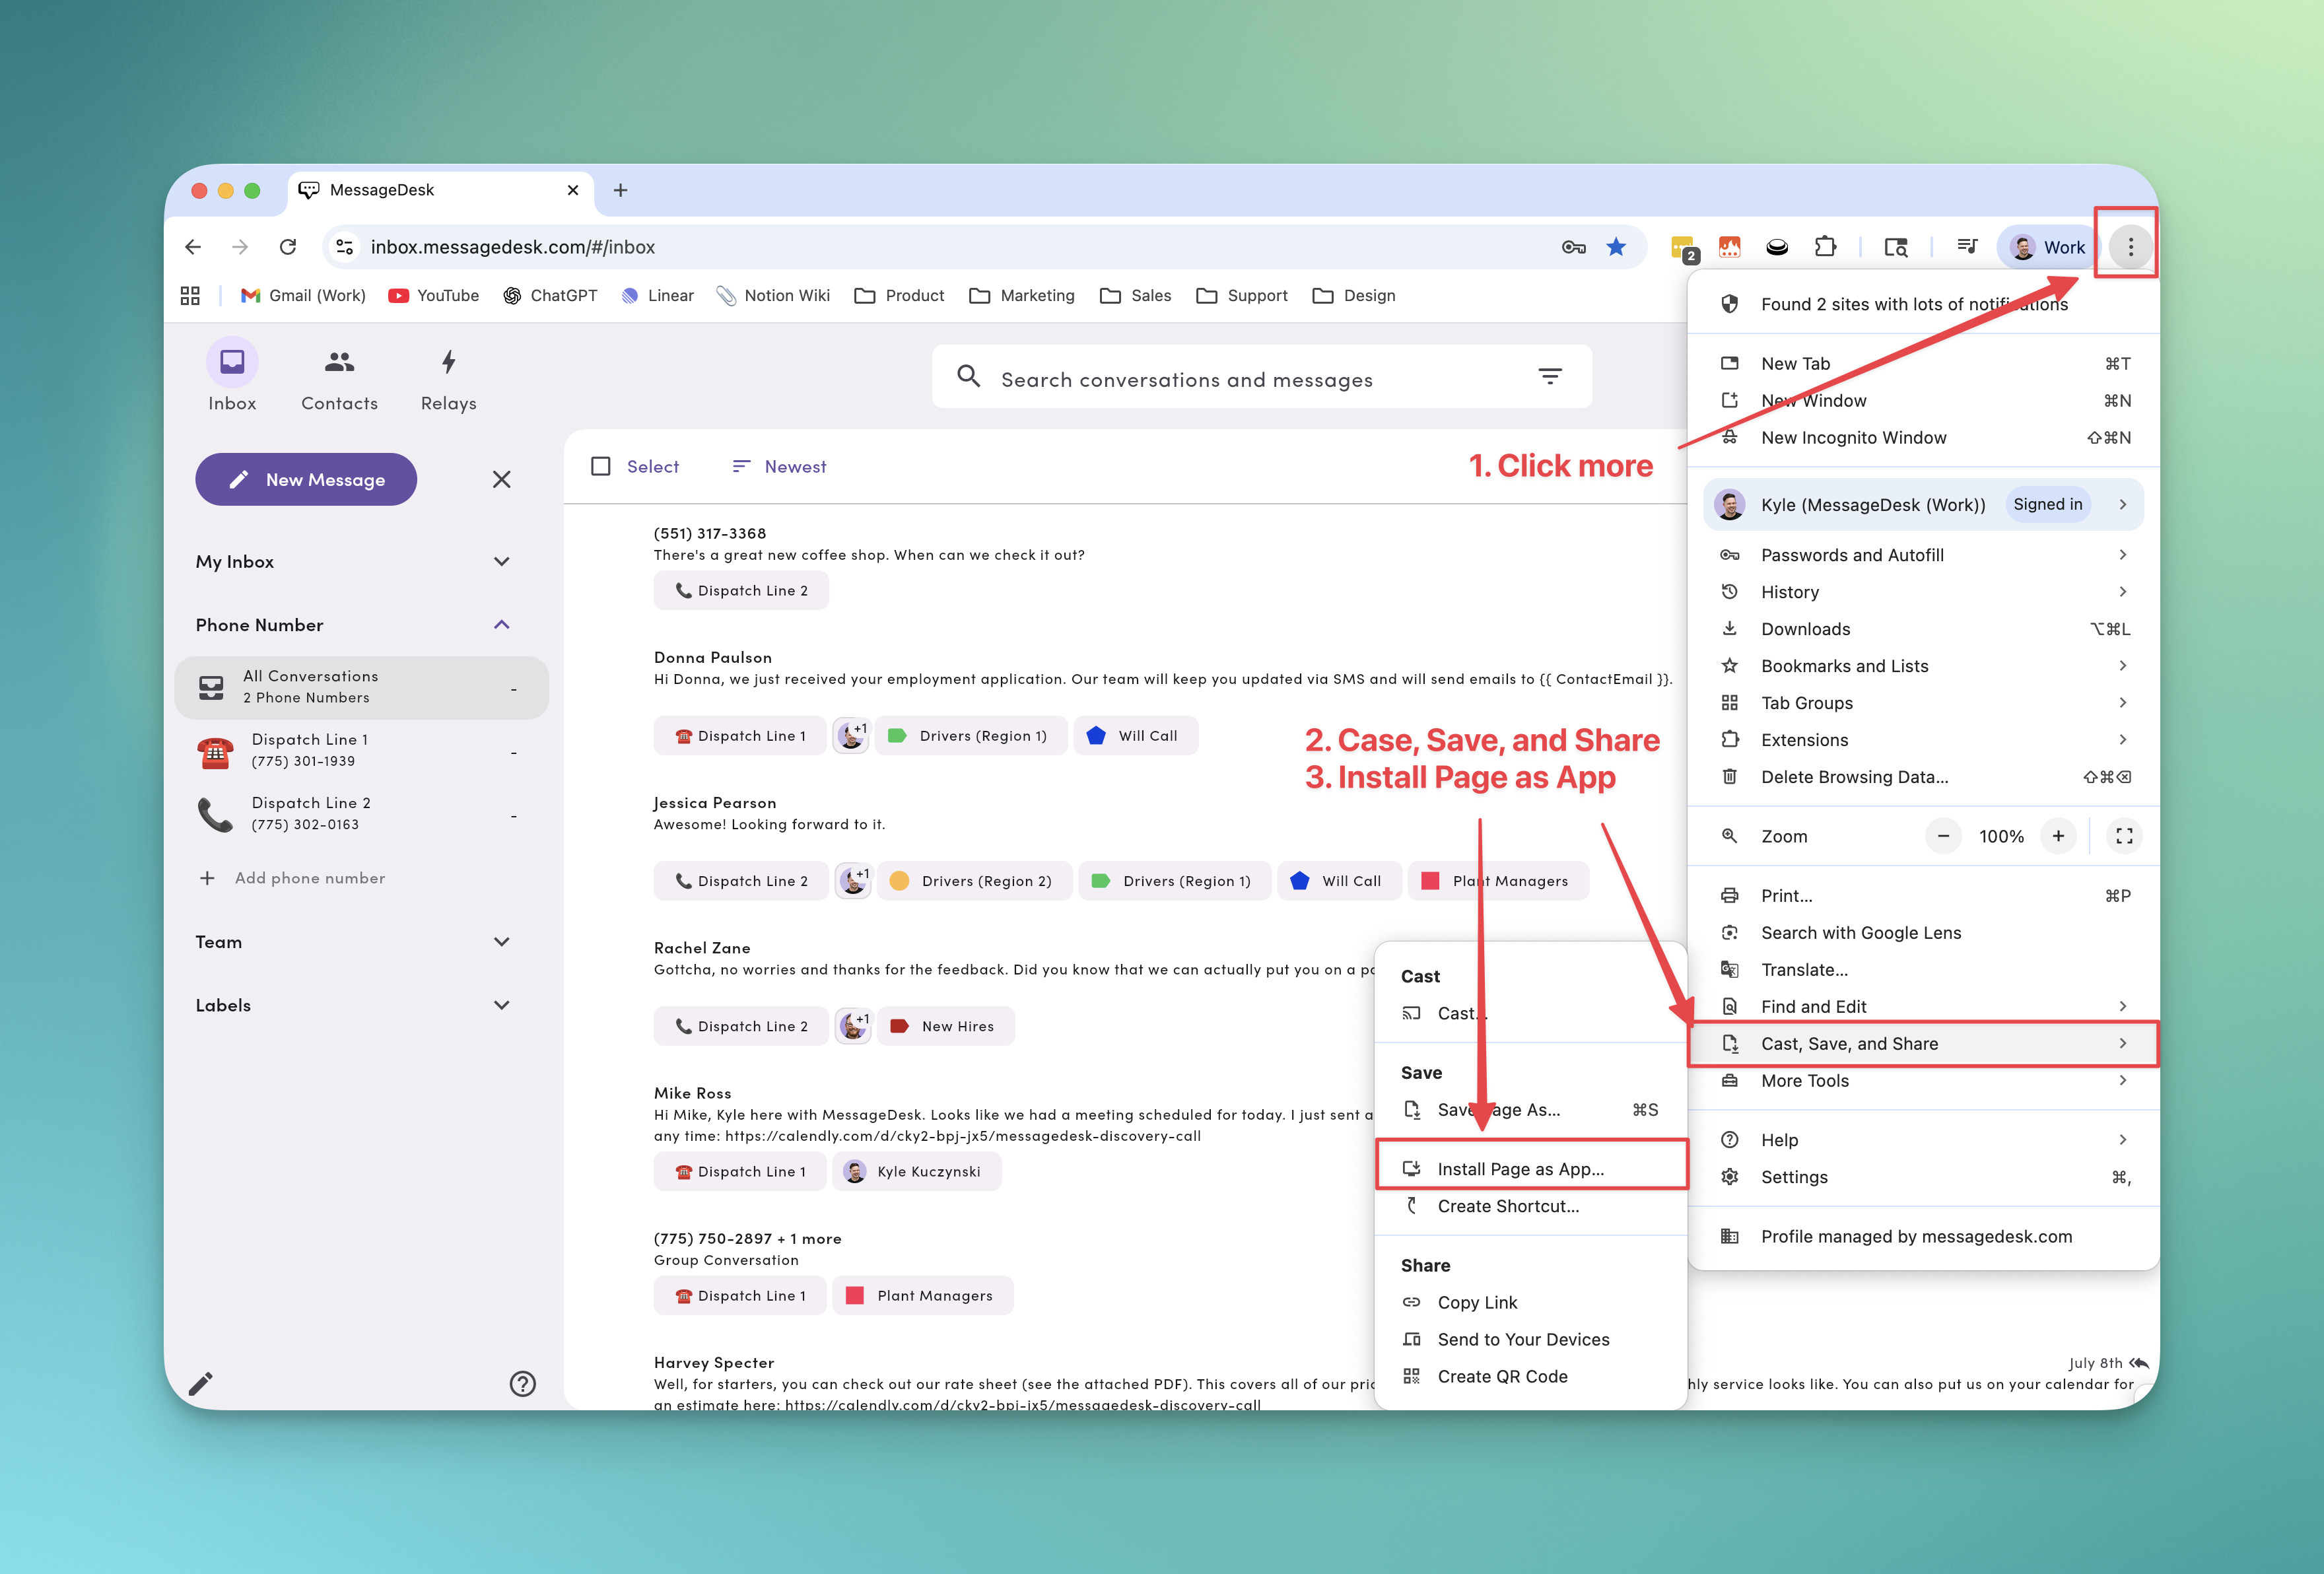 MessageDesk
inbox.messagedesk.com/#/inbox
2
Work
Gmail (Work)
YouTube
ChatGPT
Linear
Notion Wiki
Product
Marketing
Sales
Support
Design
Inbox
Contacts
Relays
Search conversations and messages
New Message
My Inbox
Phone Number
All Conversations
2 Phone Numbers
-
Dispatch Line 1
(775) 301-1939
-
Dispatch Line 2
(775) 302-0163
-
Add phone number
Team
Labels
Select
Newest
1. Click more
(551) 317-3368
There's a great new coffee shop. When can we check it out?
Dispatch Line 2
Donna Paulson
Hi Donna, we just received your employment application. Our team will keep you updated via SMS and will send emails to {{ ContactEmail }}.
Dispatch Line 1
+1
Drivers (Region 1)
Will Call
2. Case, Save, and Share
3. Install Page as App
Jessica Pearson
Awesome! Looking forward to it.
Dispatch Line 2
+1
Drivers (Region 2)
Drivers (Region 1)
Will Call
Plant Managers
Rachel Zane
Gottcha, no worries and thanks for the feedback. Did you know that we can actually put you on a
Dispatch Line 2
+1
New Hires
Mike Ross
Hi Mike, Kyle here with MessageDesk. Looks like we had a meeting scheduled for today. I just sent a
any time: https://calendly.com/d/cky2-bpj-jx5/messagedesk-discovery-call
Dispatch Line 1
Kyle Kuczynski
(775) 750-2897 + 1 more
Group Conversation
Dispatch Line 1
Plant Managers
Harvey Specter
July 8th
Well, for starters, you can check out our rate sheet (see the attached PDF). This covers all of our
service looks like. You can also put us on your calendar for
an estimate here: https://calendly.com/d/cky2-bpj-jx5/messagedesk-discovery-call
Found 2 sites with lots of notifications
New Tab ⌘T
New Window ⌘N
New Incognito Window ⇧⌘N
Kyle (MessageDesk (Work)) Signed in
Passwords and Autofill
History
Downloads ⌥⌘L
Bookmarks and Lists
Tab Groups
Extensions
Delete Browsing Data... ⇧⌘⌫
Zoom − 100% +
Print... ⌘P
Search with Google Lens
Translate...
Find and Edit
Cast, Save, and Share
More Tools
Help
Settings ⌘,
Profile managed by messagedesk.com
Cast
Cast...
Save
Save Page As... ⌘S
Install Page as App...
Create Shortcut...
Share
Copy Link
Send to Your Devices
Create QR Code